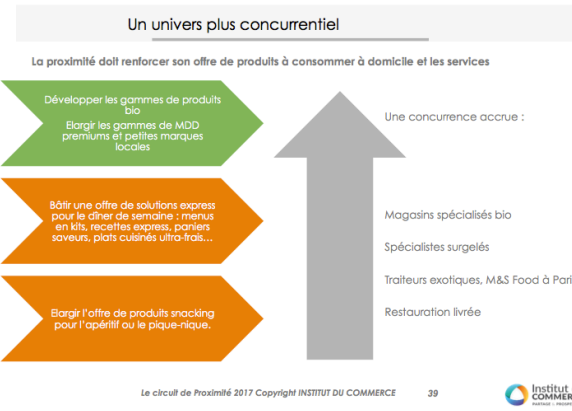 Un univers plus concurrentiel
La proximité doit renforcer son offre de produits à consommer à domicile et les services
Développer les gammes de produits
bio
Elargir les gammes de MDD
premiums et petites marques
locales
Une concurrence accrue :
Bâtir une offre de solutions express
pour le dîner de semaine : menus
en kits, recettes express, paniers
saveurs, plats cuisinés ultra-frais...
Magasins spécialisés bio
Spécialistes surgelés
Traiteurs exotiques, M&S Food à Pari
Restauration livrée
Elargir l'offre de produits snacking
pour l'apéritif ou le pique-nique.
Le circuit de Proximité 2017 Copyright INSTITUT DU COMMERCE 39
Institut
COMMER